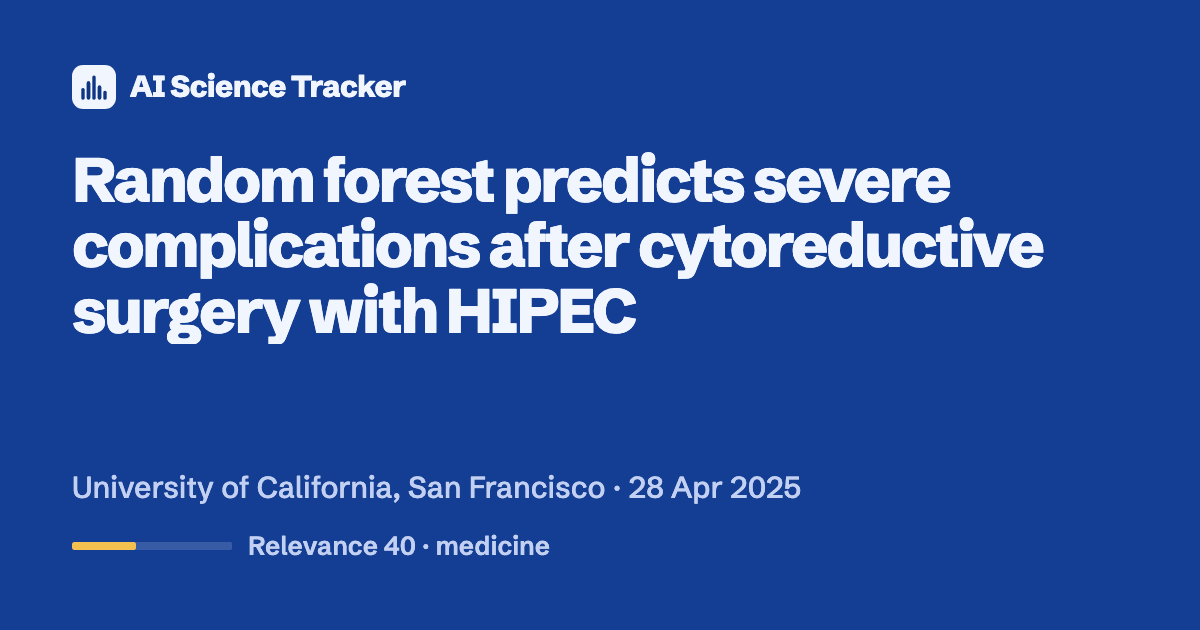 AI Science Tracker
Random forest predicts severe
complications after cytoreductive
surgery with HIPEC
University of California, San Francisco · 28 Apr 2025
Relevance 40 · medicine